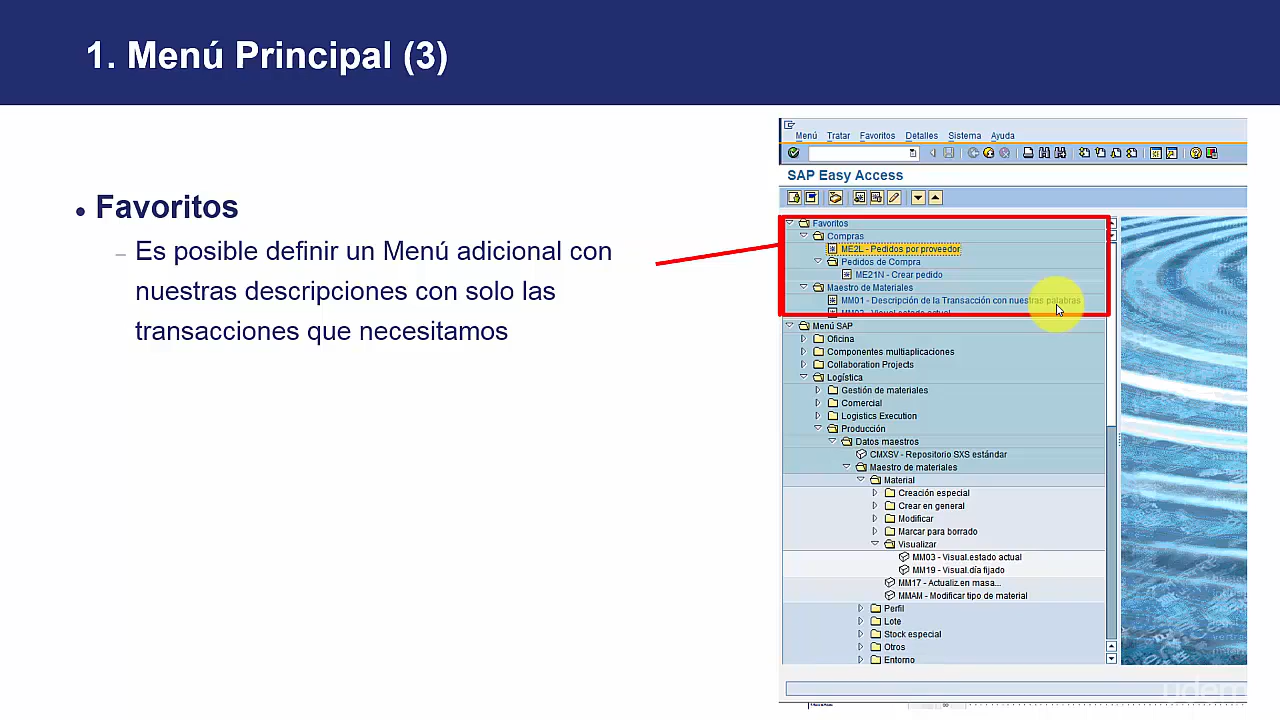 1. Menú Principal (3)
• Favoritos
– Es posible definir un Menú adicional con
nuestras descripciones con solo las
transacciones que necesitamos
Menú Tratar Favoritos Detalles Sistema Ayuda
SAP Easy Access
Favoritos
Compras
ME2L - Pedidos por proveedor
Pedidos de Compra
ME21N - Crear pedido
Maestro de Materiales
MM01 - Descripción de la Transacción con nuestras palabras
MM03 - Visual.estado actual
Menú SAP
Oficina
Componentes multiaplicaciones
Collaboration Projects
Logística
Gestión de materiales
Comercial
Logistics Execution
Producción
Datos maestros
CMXSV - Repositorio SXS estándar
Maestro de materiales
Material
Creación especial
Crear en general
Modificar
Marcar para borrado
Visualizar
MM03 - Visual.estado actual
MM19 - Visual.día fijado
MM17 - Actualiz.en masa...
MMAM - Modificar tipo de material
Perfil
Lote
Stock especial
Otros
Entorno